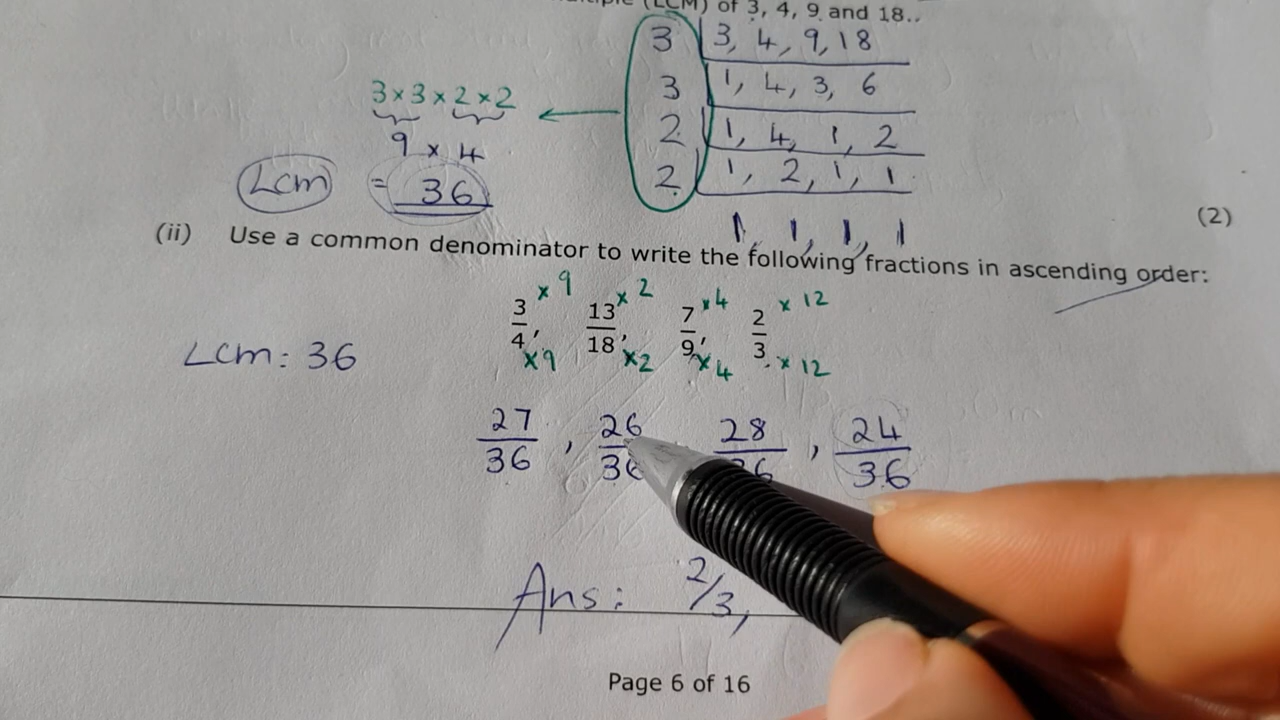 (LCM) of 3, 4, 9 and 18..
3 | 3, 4, 9, 18
3 | 1, 4, 3, 6
2 | 1, 4, 1, 2
2 | 1, 2, 1, 1
1, 1, 1, 1
3 × 3 × 2 × 2
9 × 4
Lcm = 36
(2)
(ii) Use a common denominator to write the following fractions in ascending order:
×9 ×2 ×4 ×12
3/4, 13/18, 7/9, 2/3
×9 ×2 ×4 ×12
Lcm: 36
27/36, 26/36 28/36, 24/36
Ans: 2/3,
Page 6 of 16